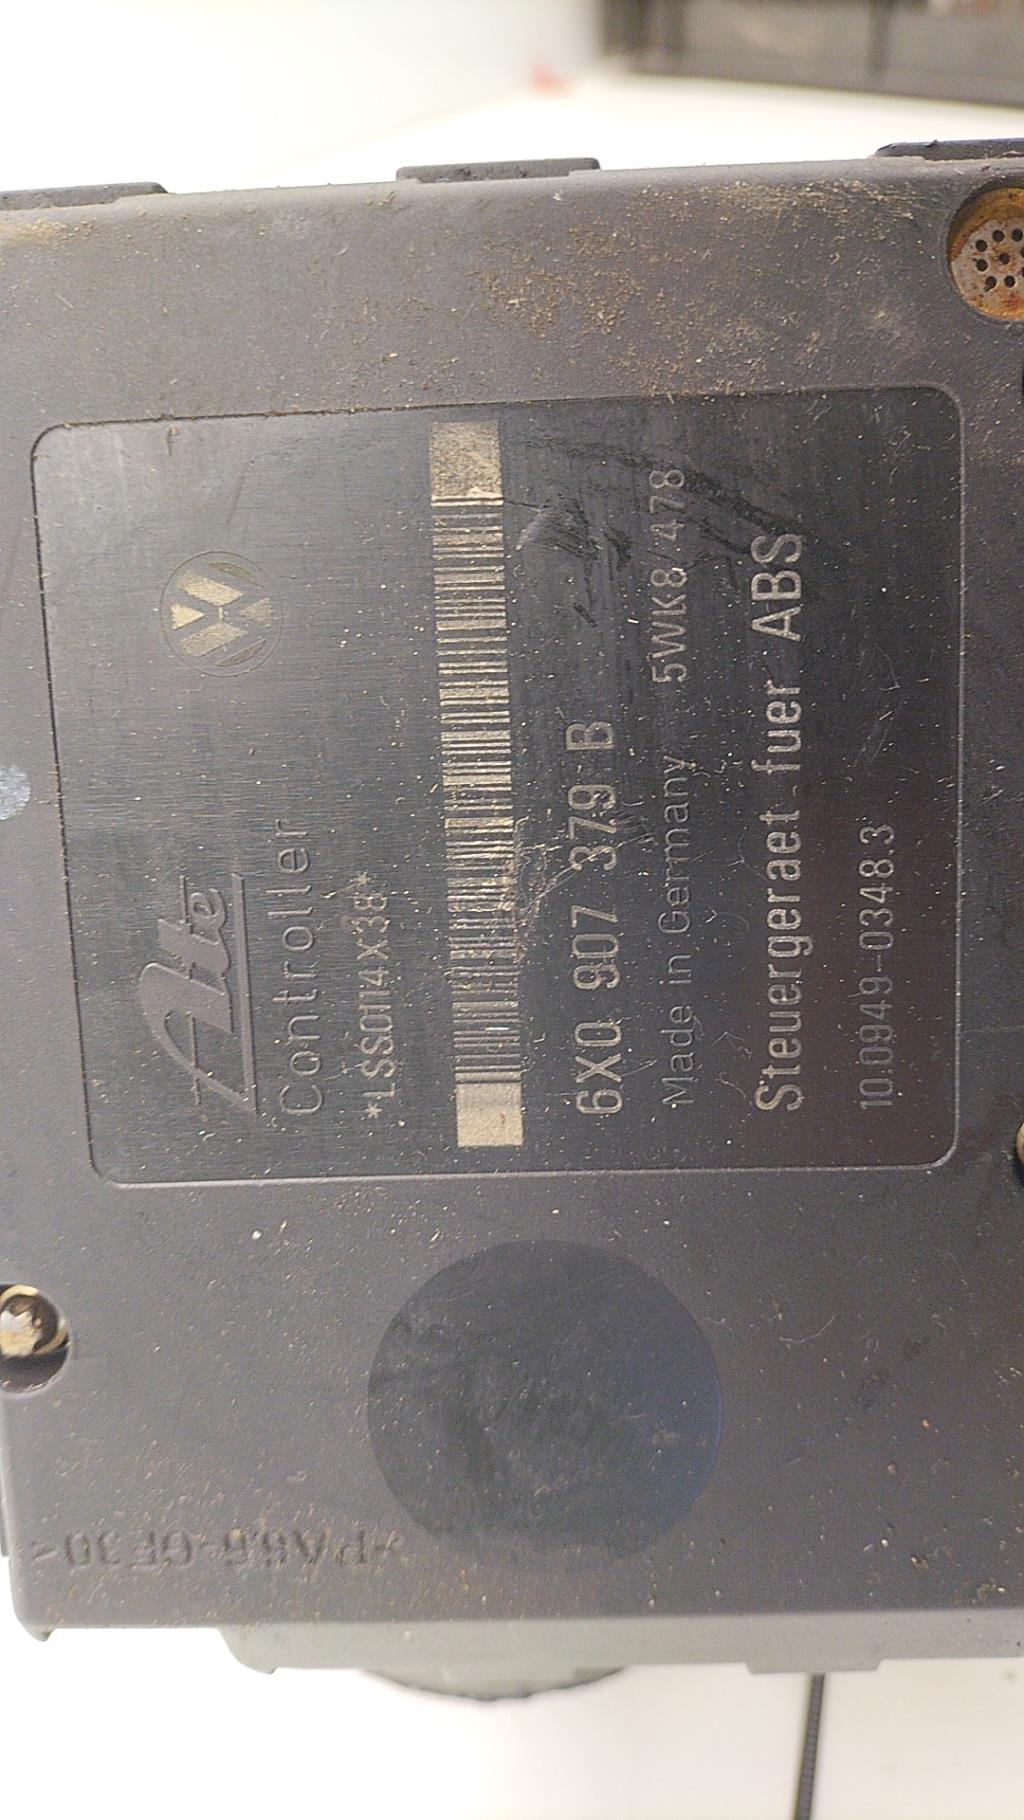 Ate
Controller
*LSS0114X38*
6X0 907 379 B
Made in Germany 5WK8/478
Steuergeraet fuer ABS
10.0949-0348.3
>PA66-GF30<